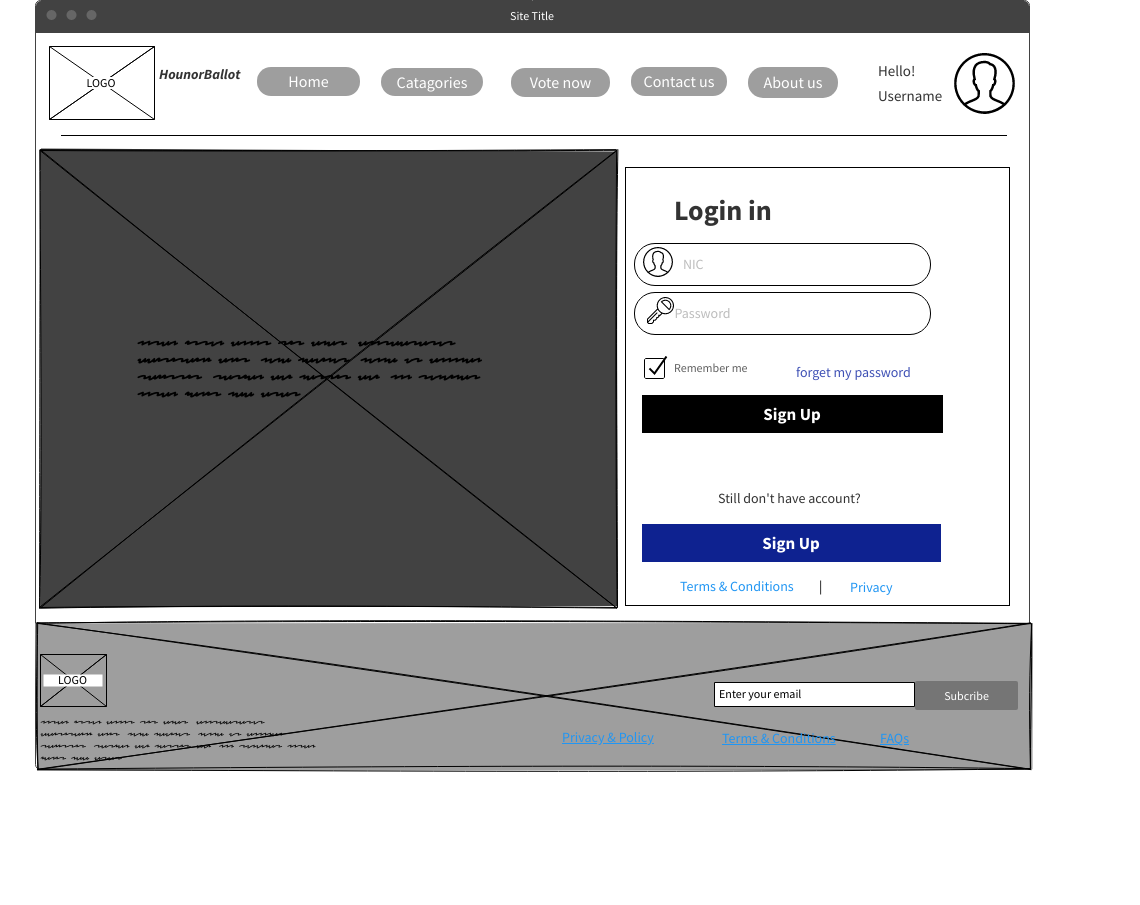 Site Title
LOGO
HounorBallot
Home
Catagories
Vote now
Contact us
About us
Hello!
Username
Login in
NIC
Password
Remember me
forget my password
Sign Up
Still don't have account?
Sign Up
Terms & Conditions | Privacy
LOGO
Enter your email
Subcribe
Privacy & Policy
Terms & Conditions
FAQs